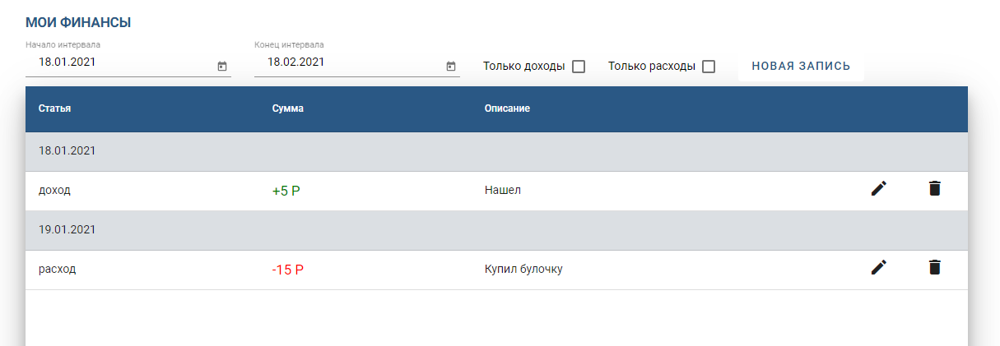 МОИ ФИНАНСЫ
Начало интервала Конец интервала
18.01.2021 18.02.2021 Только доходы Только расходы НОВАЯ ЗАПИСЬ
Статья Сумма Описание
18.01.2021
доход +5 Р Нашел
19.01.2021
расход -15 Р Купил булочку